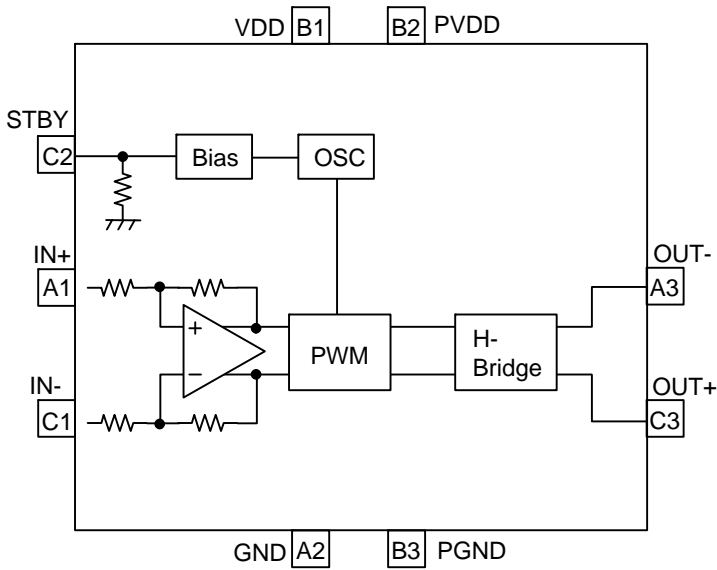 VDD B1 B2 PVDD
STBY
C2 Bias OSC
IN+ OUT-
A1 A3
+
PWM H-
Bridge
−
IN- OUT+
C1 C3
GND A2 B3 PGND